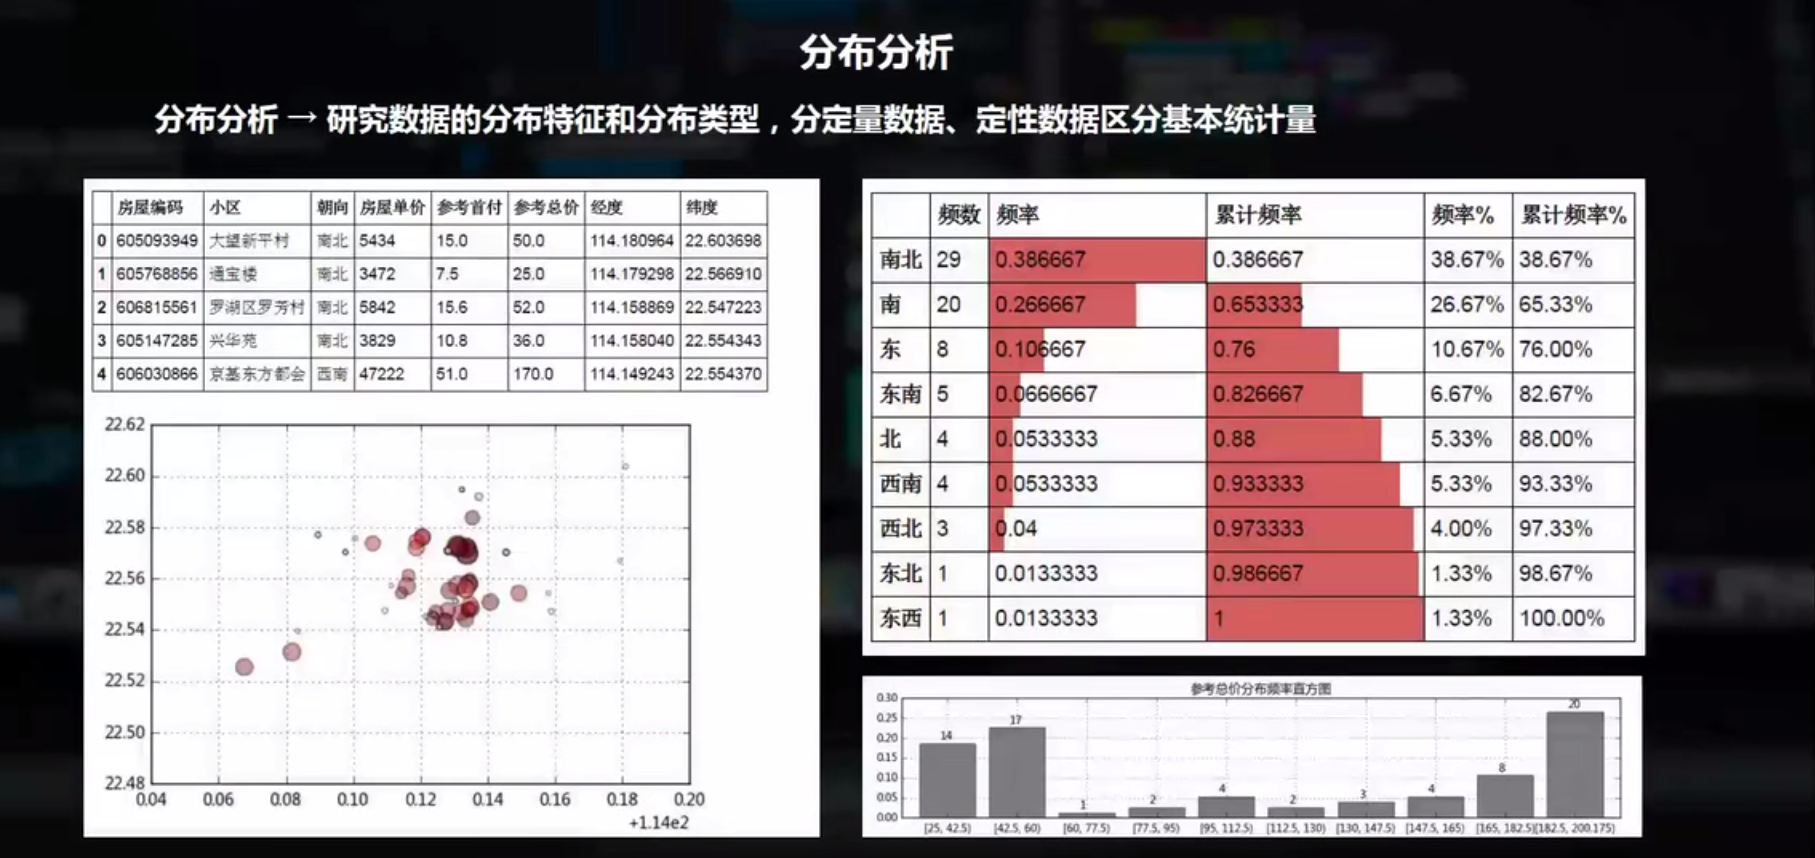 分布分析
分布分析 → 研究数据的分布特征和分布类型，分定量数据、定性数据区分基本统计量
房屋编码 小区 朝向 房屋单价 参考首付 参考总价 经度 纬度
0 605093949 大望新平村 南北 5434 15.0 50.0 114.180964 22.603698
1 605768856 通宝楼 南北 3472 7.5 25.0 114.179298 22.566910
2 606815561 罗湖区罗芳村 南北 5842 15.6 52.0 114.158869 22.547223
3 605147285 兴华苑 南北 3829 10.8 36.0 114.158040 22.554343
4 606030866 京基东方都会 西南 47222 51.0 170.0 114.149243 22.554370
22.62
22.60
22.58
22.56
22.54
22.52
22.50
22.48
0.04 0.06 0.08 0.10 0.12 0.14 0.16 0.18 0.20
+1.14e2
频数 频率 累计频率 频率% 累计频率%
南北 29 0.386667 0.386667 38.67% 38.67%
南 20 0.266667 0.653333 26.67% 65.33%
东 8 0.106667 0.76 10.67% 76.00%
东南 5 0.0666667 0.826667 6.67% 82.67%
北 4 0.0533333 0.88 5.33% 88.00%
西南 4 0.0533333 0.933333 5.33% 93.33%
西北 3 0.04 0.973333 4.00% 97.33%
东北 1 0.0133333 0.986667 1.33% 98.67%
东西 1 0.0133333 1 1.33% 100.00%
参考总价分布频率直方图
0.30
0.25
0.20
0.15
0.10
0.05
0.00
14 17 1 2 4 2 3 4 8 20
[25, 42.5) [42.5, 60) [60, 77.5) [77.5, 95) [95, 112.5) [112.5, 130) [130, 147.5) [147.5, 165) [165, 182.5) [182.5, 200.175)